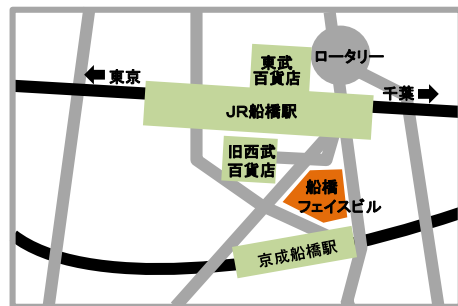 東武
百貨店
ロータリー
東京
千葉
JR船橋駅
旧西武
百貨店
船橋
フェイスビル
京成船橋駅